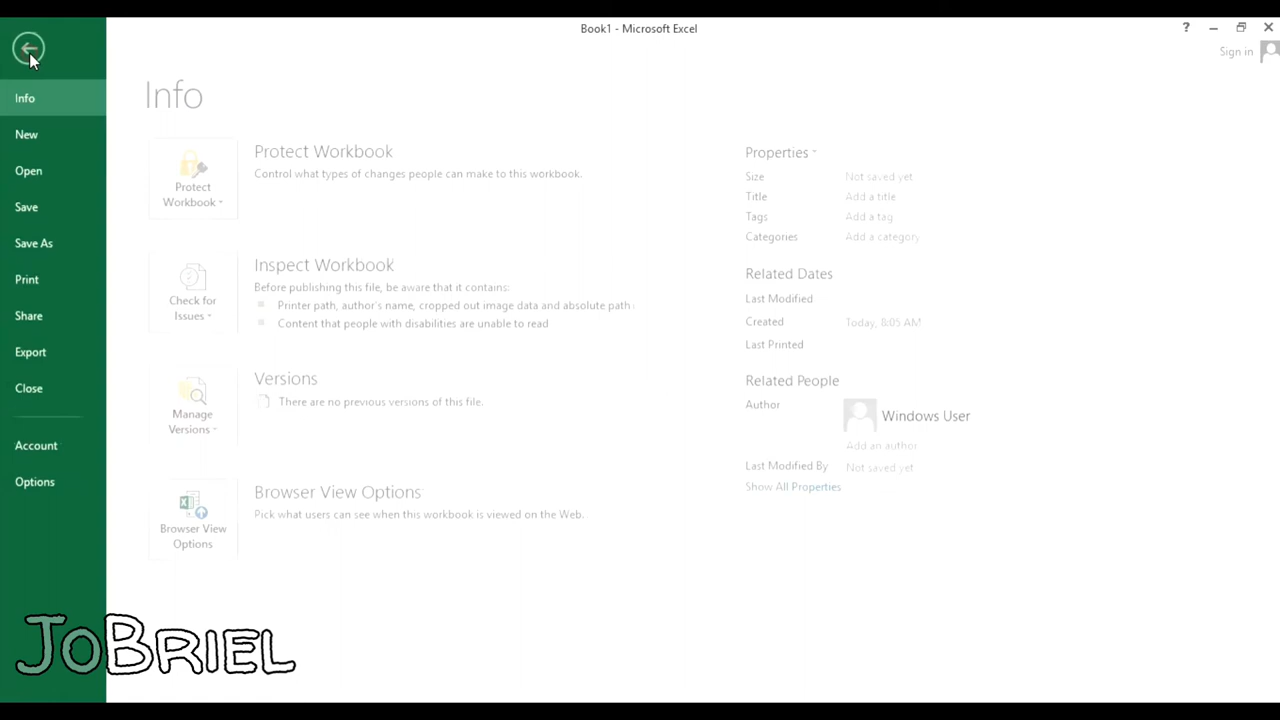 Book1 - Microsoft Excel
?
Sign in
Info
New
Open
Save
Save As
Print
Share
Export
Close
Account
Options
Info
Protect Workbook
Protect Workbook
Control what types of changes people can make to this workbook.
Check for Issues
Inspect Workbook
Before publishing this file, be aware that it contains:
Printer path, author's name, cropped out image data and absolute path
Content that people with disabilities are unable to read
Manage Versions
Versions
There are no previous versions of this file.
Browser View Options
Browser View Options
Pick what users can see when this workbook is viewed on the Web.
Properties
Size Not saved yet
Title Add a title
Tags Add a tag
Categories Add a category
Related Dates
Last Modified
Created Today, 8:05 AM
Last Printed
Related People
Author Windows User
Add an author
Last Modified By Not saved yet
Show All Properties
JoBRIEL